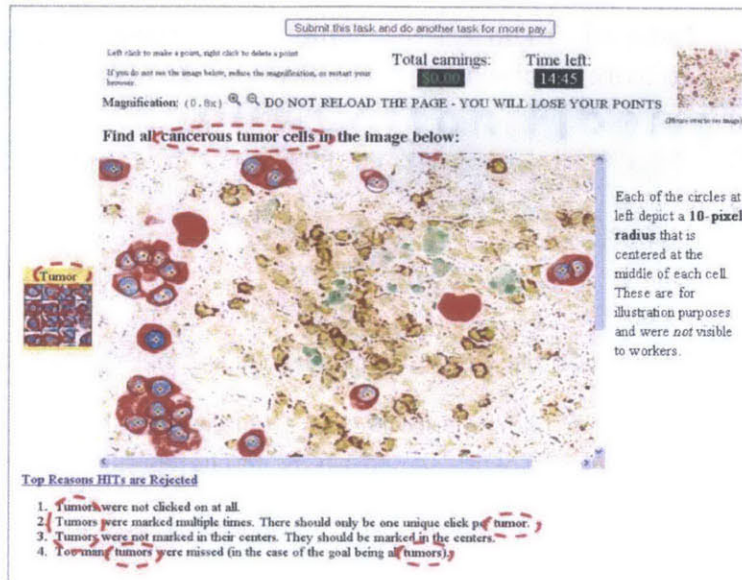 Submit this task and do another task for more pay
Left click to make a point, right click to delete a point
Total earnings:
Time left:
If you do not see the image below, reduce the magnification, or restart your browser.
$0.00
14:45
Magnification: (0.8x) DO NOT RELOAD THE PAGE - YOU WILL LOSE YOUR POINTS
(Mouse over to see image)
Find all cancerous tumor cells in the image below:
Each of the circles at
left depict a 10-pixel
radius that is
centered at the
middle of each cell.
These are for
illustration purposes
and were not visible
to workers.
Tumor
Top Reasons HITs are Rejected
1. Tumors were not clicked on at all.
2. Tumors were marked multiple times. There should only be one unique click per tumor.
3. Tumors were not marked in their centers. They should be marked in the centers.
4. Too many tumors were missed (in the case of the goal being all tumors).